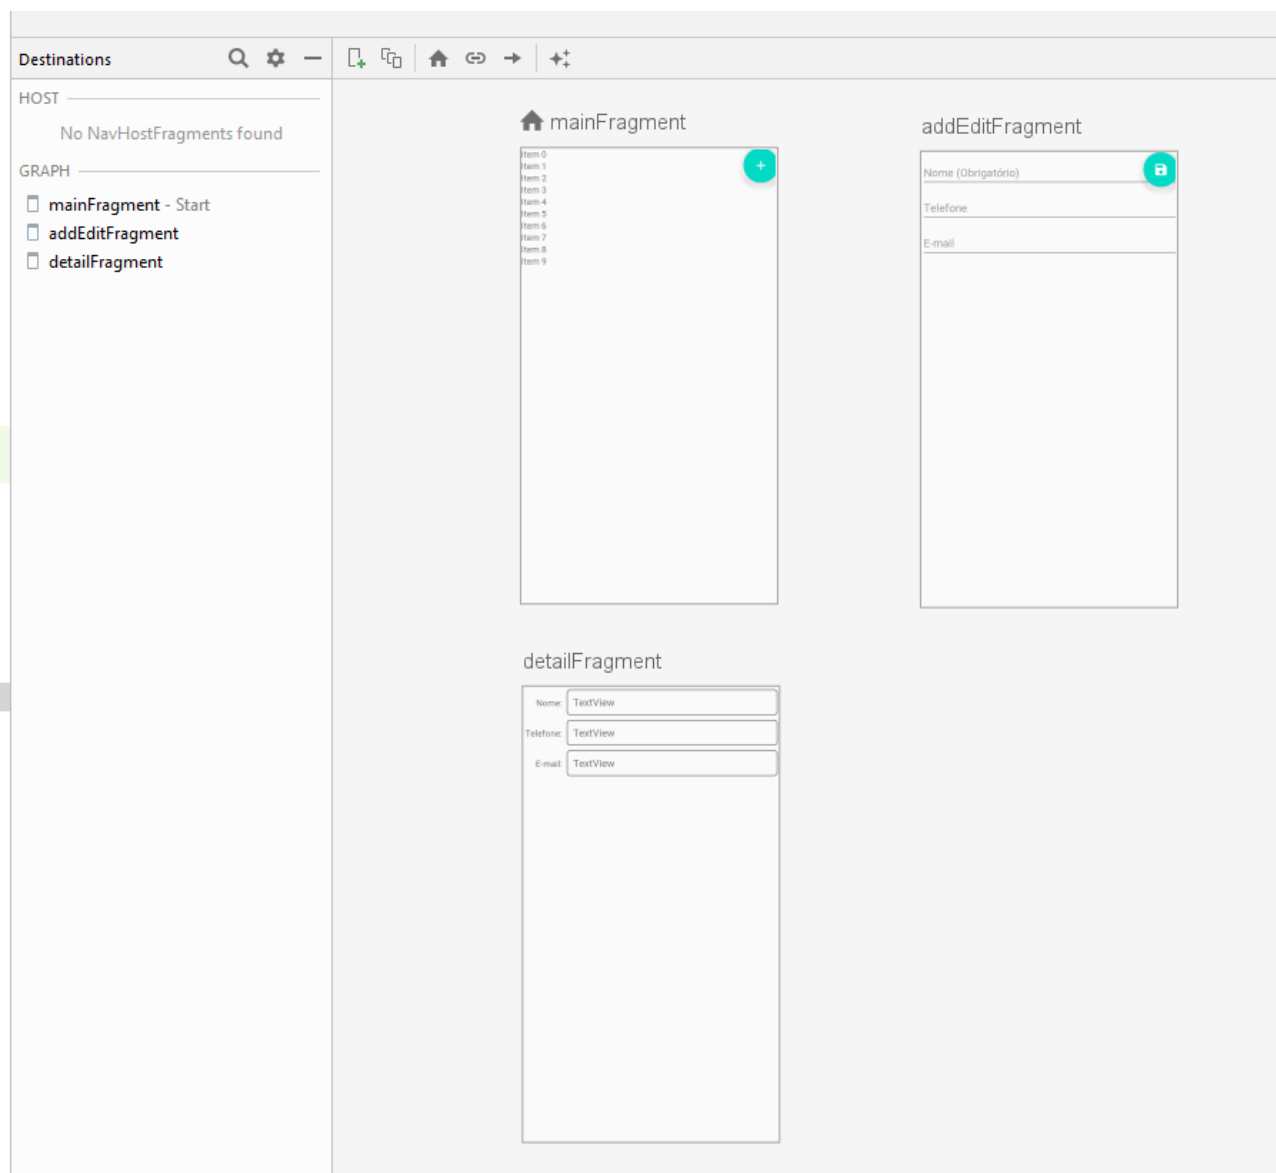 Destinations
HOST
No NavHostFragments found
GRAPH
mainFragment - Start
addEditFragment
detailFragment
mainFragment
Item 0
Item 1
Item 2
Item 3
Item 4
Item 5
Item 6
Item 7
Item 8
Item 9
addEditFragment
Nome (Obrigatório)
Telefone
E-mail
detailFragment
Nome: TextView
Telefone: TextView
E-mail: TextView